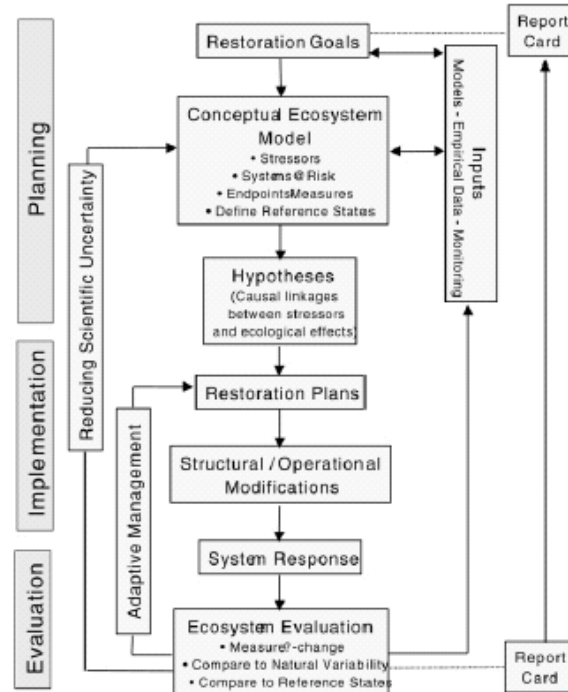 Restoration Goals
Report
Card
Planning
Conceptual Ecosystem
Model
• Stressors
• Systems@Risk
• EndpointsMeasures
• Define Reference States
Inputs
Models - Empirical Data - Monitoring
Reducing Scientific Uncertainty
Hypotheses
(Causal linkages
between stressors
and ecological effects)
Implementation
Adaptive Management
Restoration Plans
Structural/Operational
Modifications
System Response
Evaluation
Ecosystem Evaluation
• Measure?-change
• Compare to Natural Variability
• Compare to Reference States
Report
Card